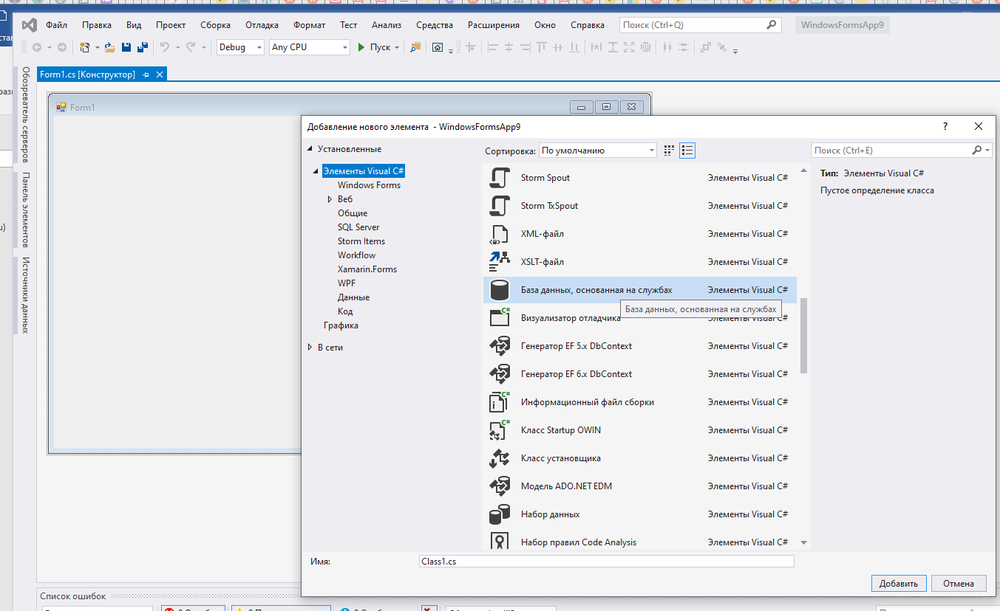 Файл Правка Вид Проект Сборка Отладка Формат Тест Анализ Средства Расширения Окно Справка Поиск (Ctrl+Q) WindowsFormsApp9
Debug Any CPU Пуск
Form1.cs [Конструктор]
Обозреватель серверов
Панель элементов
Источники данных
Form1
Добавление нового элемента - WindowsFormsApp9
Установленные
Элементы Visual C#
Windows Forms
Веб
Общие
SQL Server
Storm Items
Workflow
Xamarin.Forms
WPF
Данные
Код
Графика
В сети
Сортировка: По умолчанию
Storm Spout Элементы Visual C#
Storm TxSpout Элементы Visual C#
XML-файл Элементы Visual C#
XSLT-файл Элементы Visual C#
База данных, основанная на службах Элементы Visual C#
База данных, основанная на службах
Визуализатор отладчика Элементы Visual C#
Генератор EF 5.x DbContext Элементы Visual C#
Генератор EF 6.x DbContext Элементы Visual C#
Информационный файл сборки Элементы Visual C#
Класс Startup OWIN Элементы Visual C#
Класс установщика Элементы Visual C#
Модель ADO.NET EDM Элементы Visual C#
Набор данных Элементы Visual C#
Набор правил Code Analysis Элементы Visual C#
Поиск (Ctrl+E)
Тип: Элементы Visual C#
Пустое определение класса
Имя: Class1.cs
Добавить Отмена
Список ошибок